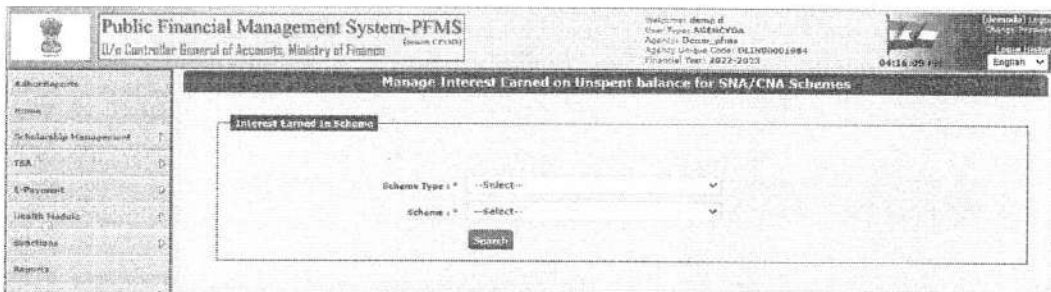 Public Financial Management System-PFMS
O/o Controller General of Accounts, Ministry of Finance
Welcome: demo d
User Type: AGENCYDA
Agency: Demo_pfms
Financial Year: 2022-2023
English
AdhocReports
Home
Scholarship Management
TSA
E-Payment
Health Module
Sanctions
Reports
Manage Interest Earned on Unspent balance for SNA/CNA Schemes
Interest Earned In Scheme
Scheme Type : * --Select--
Scheme : * --Select--
Search